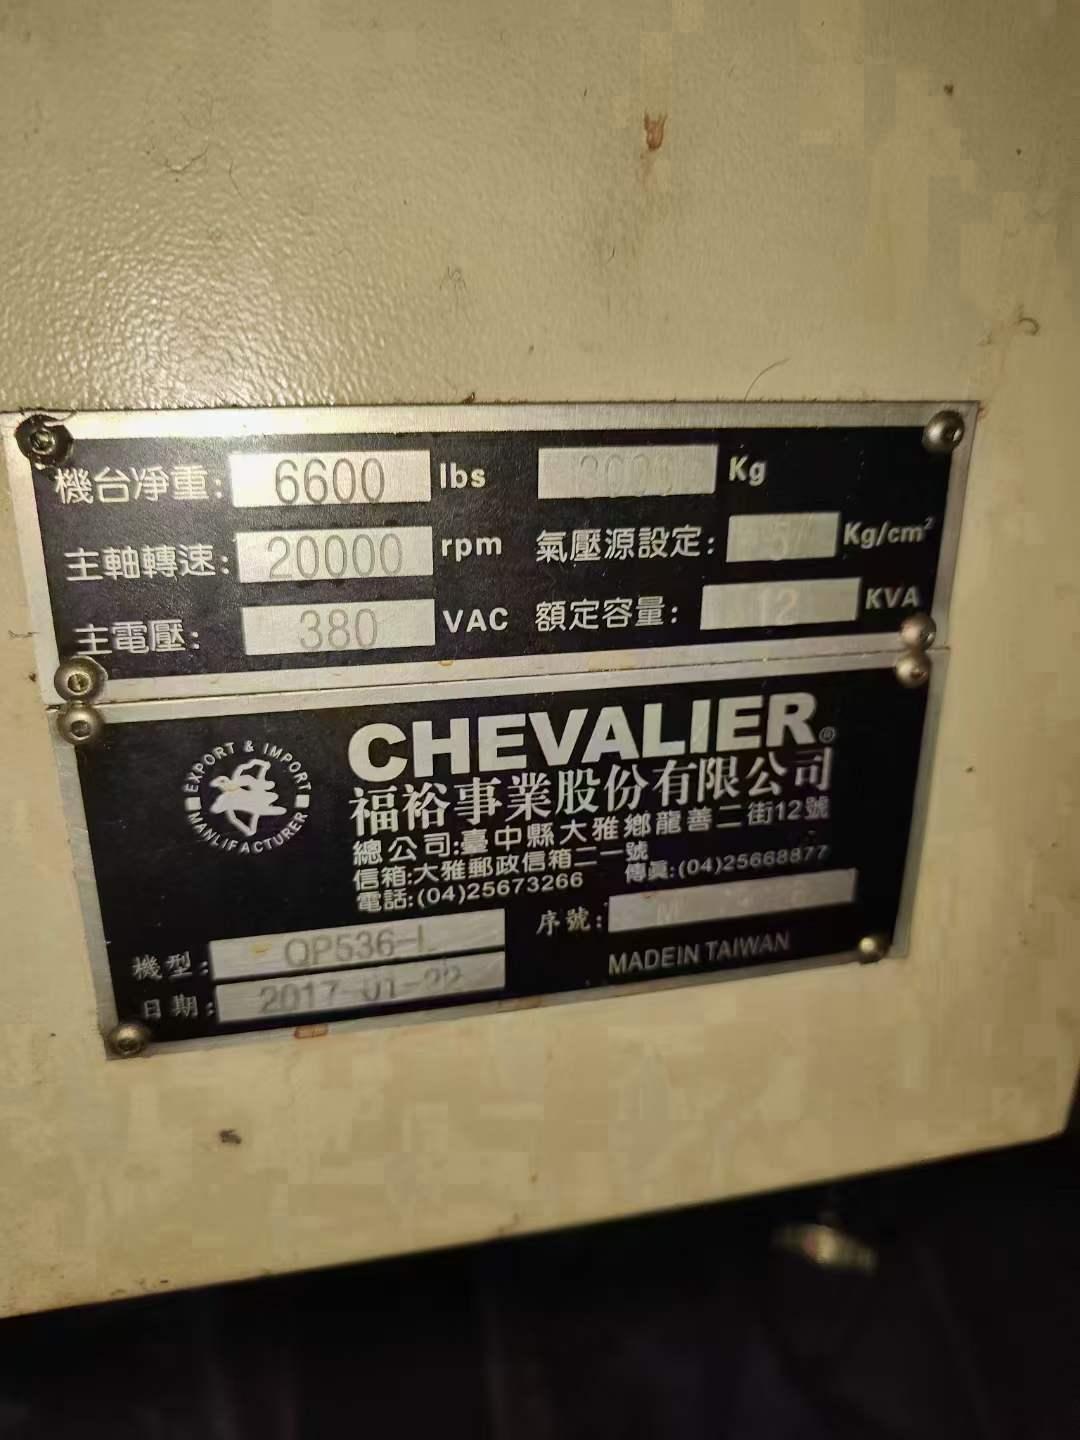 機台凈重: 6600 lbs 3000 Kg
主軸轉速: 20000 rpm 氣壓源設定: 5 Kg/cm²
主電壓: 380 VAC 額定容量: 12 KVA
EXPORT & IMPORT
MANLIFACTURER
CHEVALIER®
福裕事業股份有限公司
總公司:臺中縣大雅鄉龍善二街12號
信箱:大雅郵政信箱二一號
電話:(04)25673266 傳真:(04)25668877
機型: QP536-L 序號:
日期: 2017-01-22 MADEIN TAIWAN